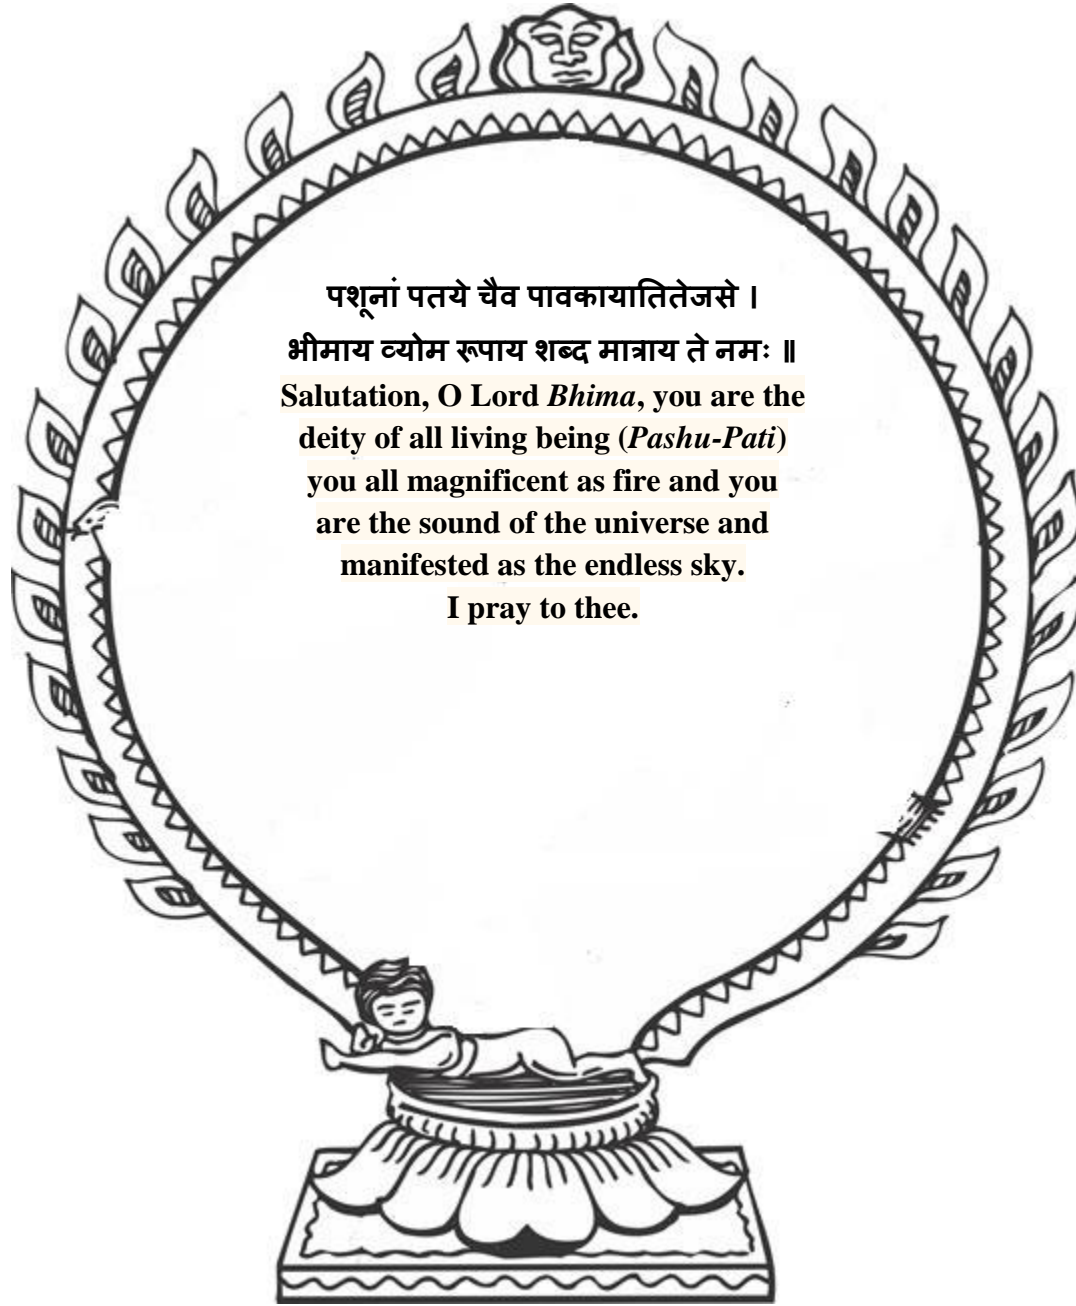 पशूनां पतये चैव पावकायातितेजसे ।
भीमाय व्योम रूपाय शब्द मात्राय ते नमः ॥
Salutation, O Lord Bhima, you are the
deity of all living being (Pashu-Pati)
you all magnificent as fire and you
are the sound of the universe and
manifested as the endless sky.
I pray to thee.